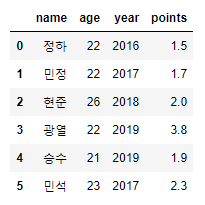 name age year points
0 정하 22 2016 1.5
1 민정 22 2017 1.7
2 현준 26 2018 2.0
3 광열 22 2019 3.8
4 승수 21 2019 1.9
5 민석 23 2017 2.3